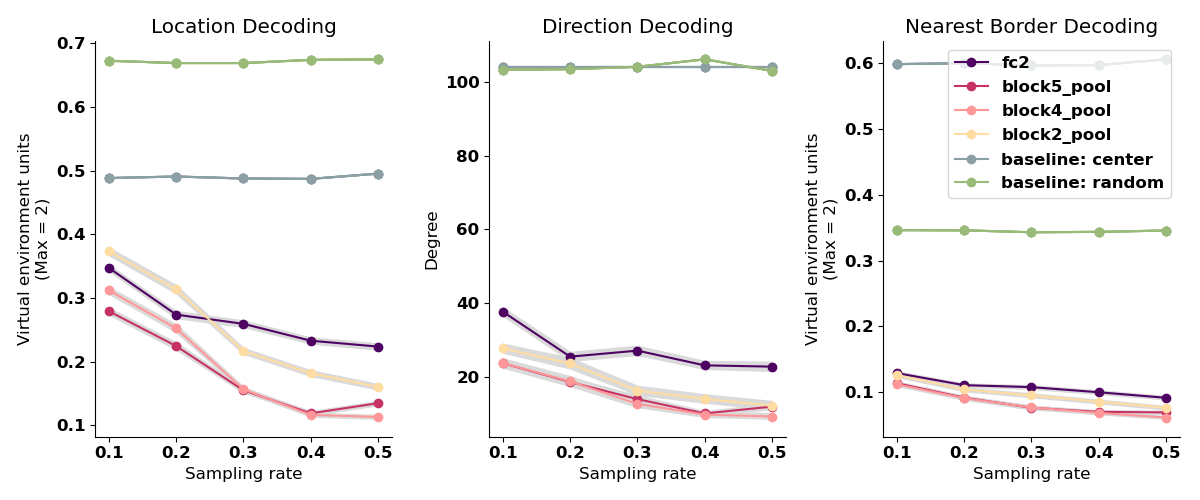 Location Decoding
Virtual environment units
(Max = 2)
0.7
0.6
0.5
0.4
0.3
0.2
0.1
0.1 0.2 0.3 0.4 0.5
Sampling rate
Direction Decoding
Degree
100
80
60
40
20
0.1 0.2 0.3 0.4 0.5
Sampling rate
Nearest Border Decoding
Virtual environment units
(Max = 2)
0.6
0.5
0.4
0.3
0.2
0.1
fc2
block5_pool
block4_pool
block2_pool
baseline: center
baseline: random
0.1 0.2 0.3 0.4 0.5
Sampling rate